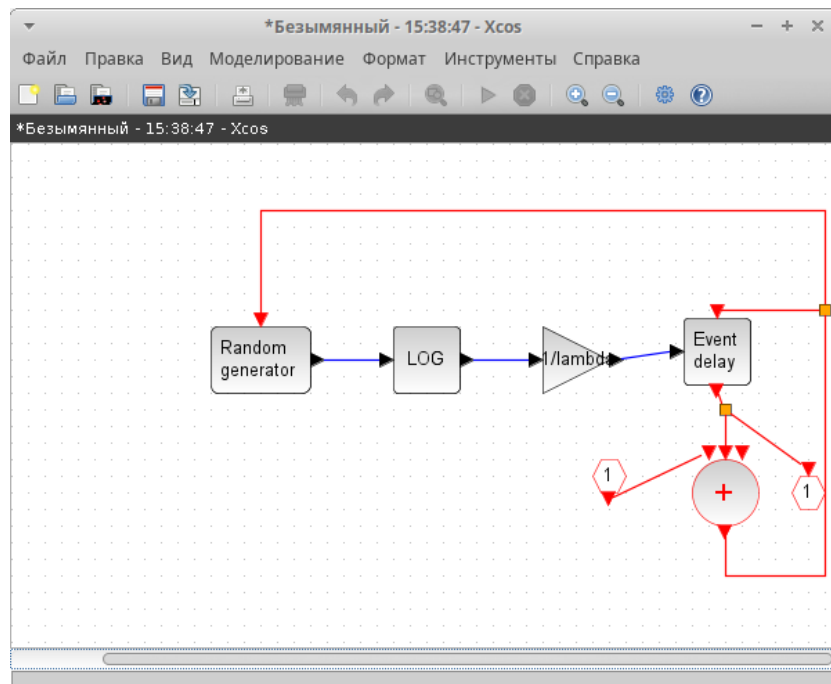 *Безымянный - 15:38:47 - Xcos
Файл Правка Вид Моделирование Формат Инструменты Справка
*Безымянный - 15:38:47 - Xcos
Random
generator
LOG
1/lambda
Event
delay
1
+
1